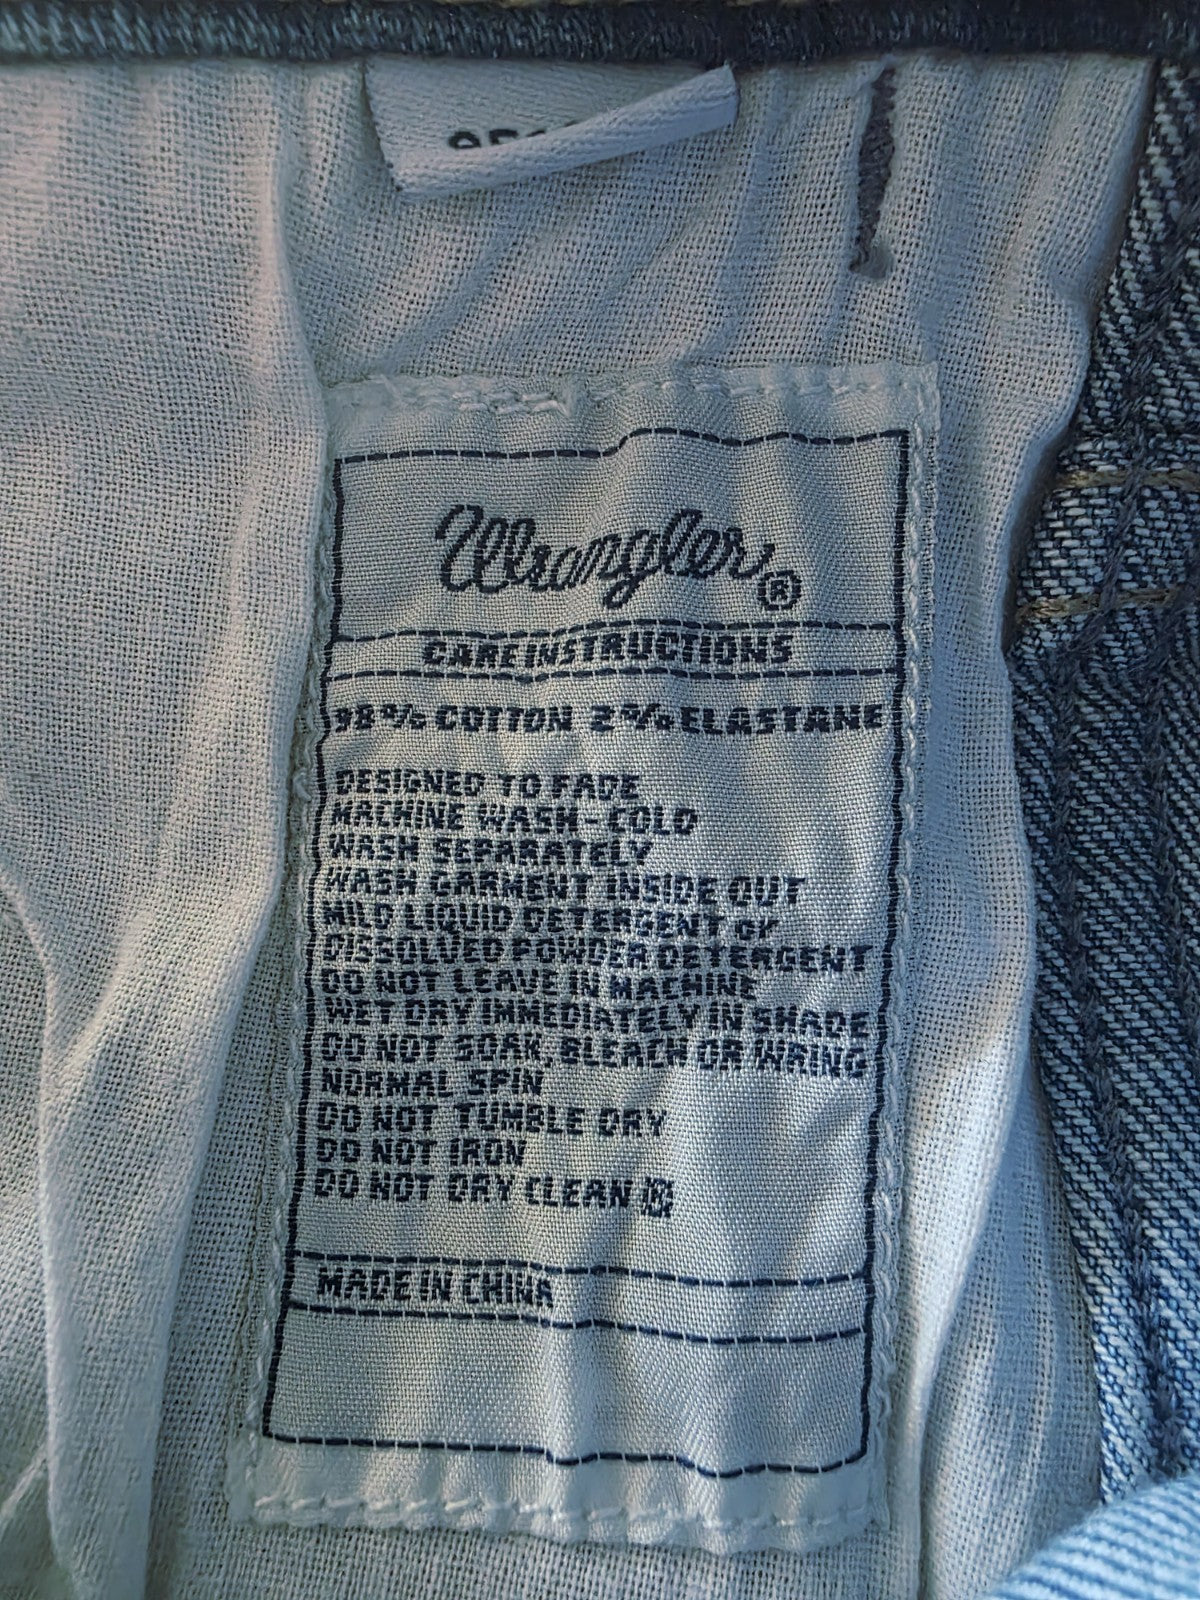 Wrangler®
CARE INSTRUCTIONS
98% COTTON 2% ELASTANE
DESIGNED TO FADE
MACHINE WASH - COLD
WASH SEPARATELY
WASH GARMENT INSIDE OUT
MILD LIQUID DETERGENT or
DISSOLVED POWDER DETERGENT
DO NOT LEAVE IN MACHINE
WET DRY IMMEDIATELY IN SHADE
DO NOT SOAK, BLEACH OR WRING
NORMAL SPIN
DO NOT TUMBLE DRY
DO NOT IRON
DO NOT DRY CLEAN
MADE IN CHINA